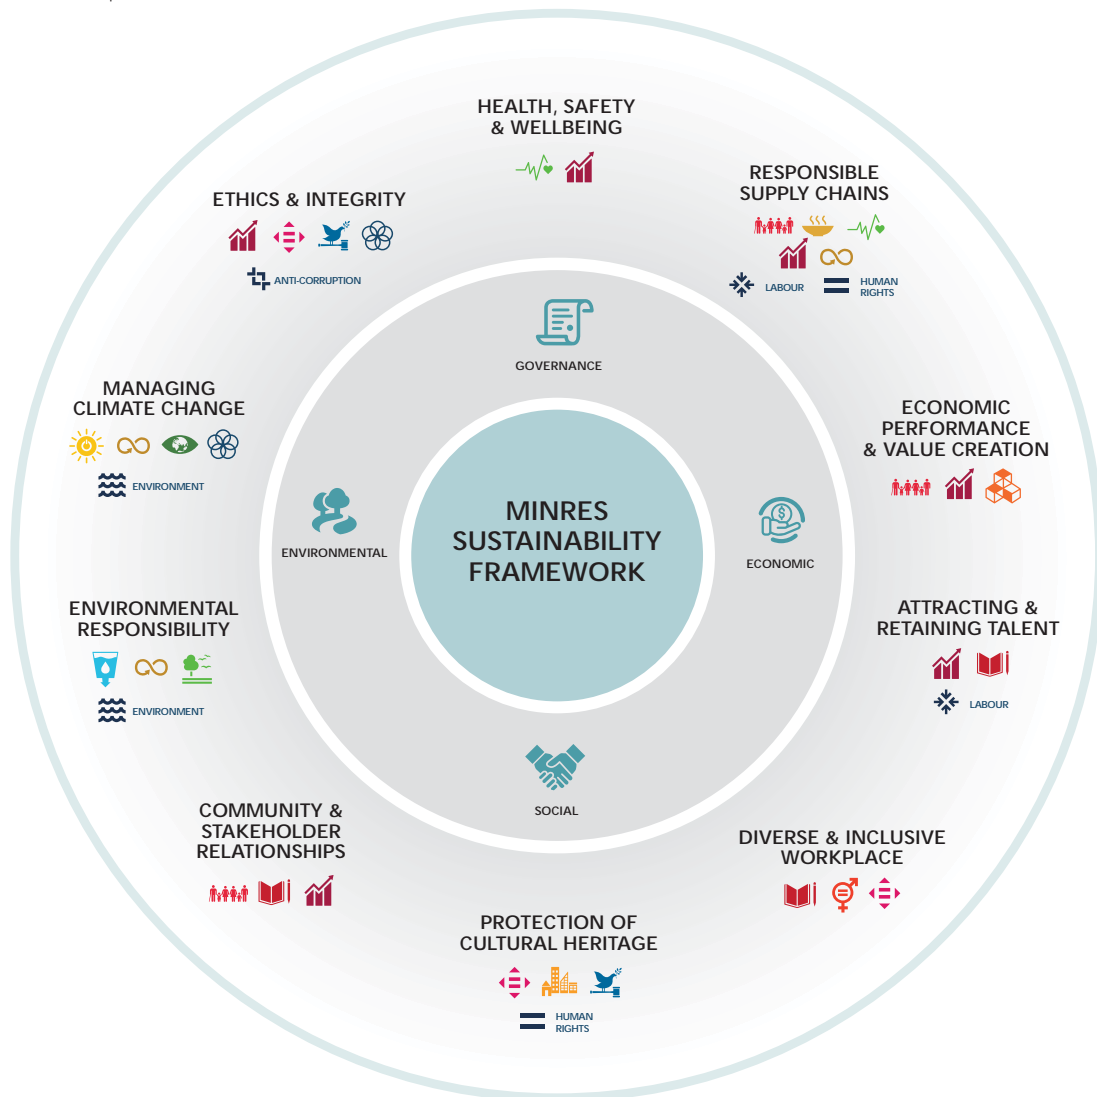 HEALTH, SAFETY
& WELLBEING
RESPONSIBLE
SUPPLY CHAINS
LABOUR
HUMAN
RIGHTS
ECONOMIC
PERFORMANCE
& VALUE CREATION
ATTRACTING &
RETAINING TALENT
LABOUR
DIVERSE & INCLUSIVE
WORKPLACE
PROTECTION OF
CULTURAL HERITAGE
HUMAN
RIGHTS
COMMUNITY &
STAKEHOLDER
RELATIONSHIPS
ENVIRONMENTAL
RESPONSIBILITY
ENVIRONMENT
MANAGING
CLIMATE CHANGE
ENVIRONMENT
ETHICS & INTEGRITY
ANTI-CORRUPTION
GOVERNANCE
ECONOMIC
SOCIAL
ENVIRONMENTAL
MINRES
SUSTAINABILITY
FRAMEWORK